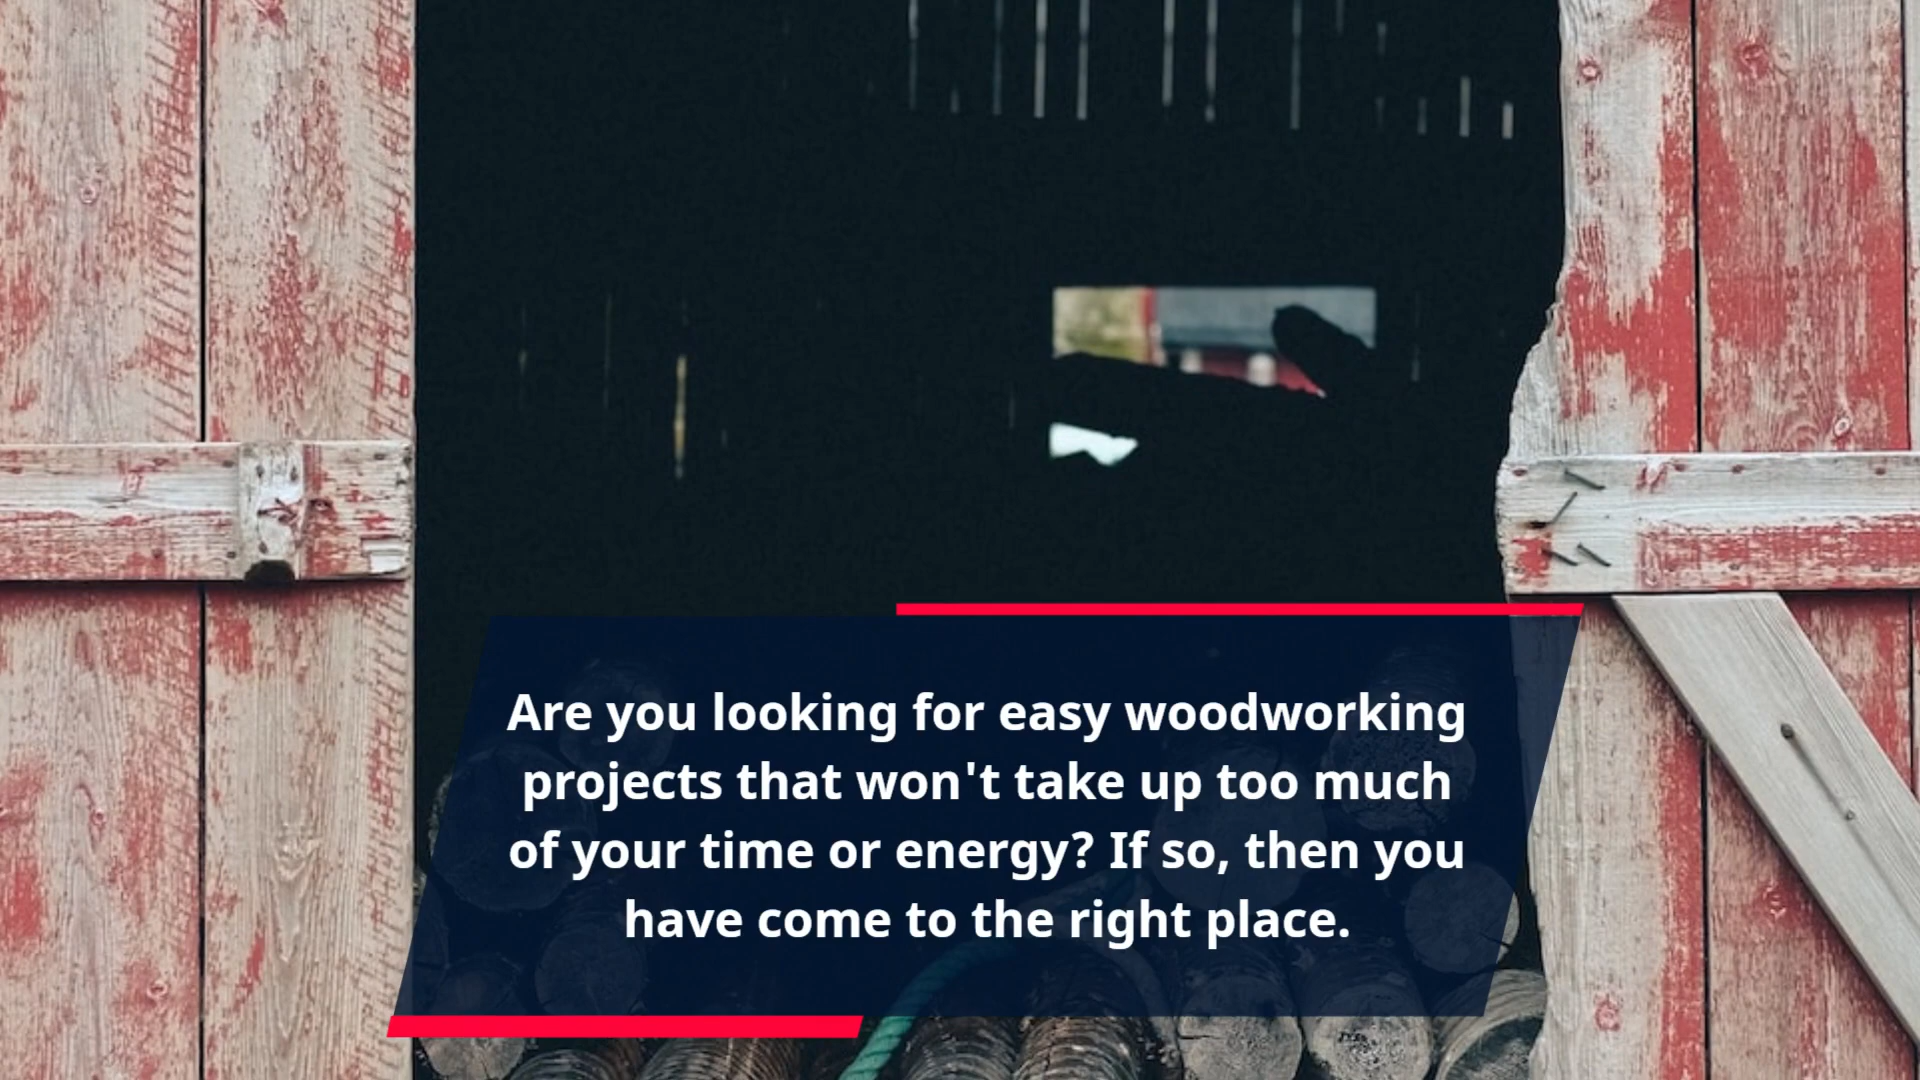 Are you looking for easy woodworking
projects that won't take up too much
of your time or energy? If so, then you
have come to the right place.